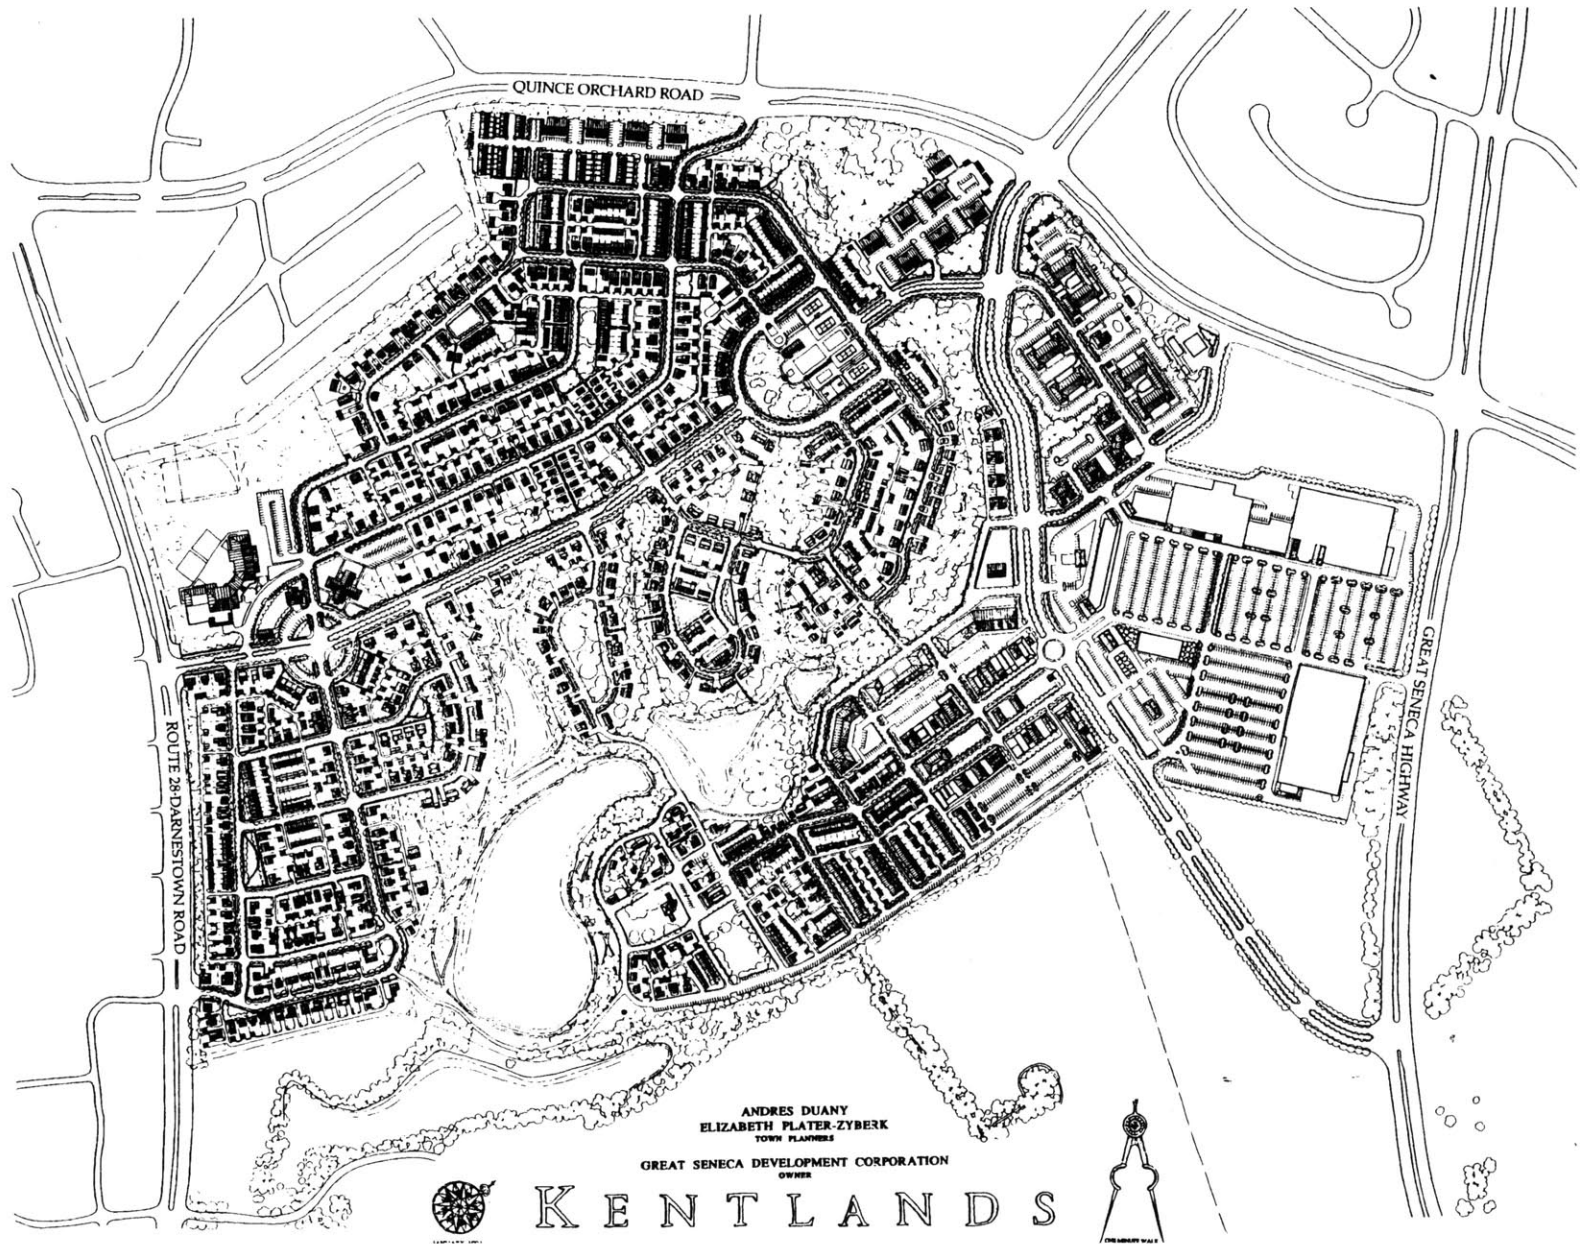 QUINCE ORCHARD ROAD
GREAT SENECA HIGHWAY
ROUTE 28-DARNESTOWN ROAD
ANDRES DUANY
ELIZABETH PLATER-ZYBERK
TOWN PLANNERS
GREAT SENECA DEVELOPMENT CORPORATION
OWNER
KENTLANDS